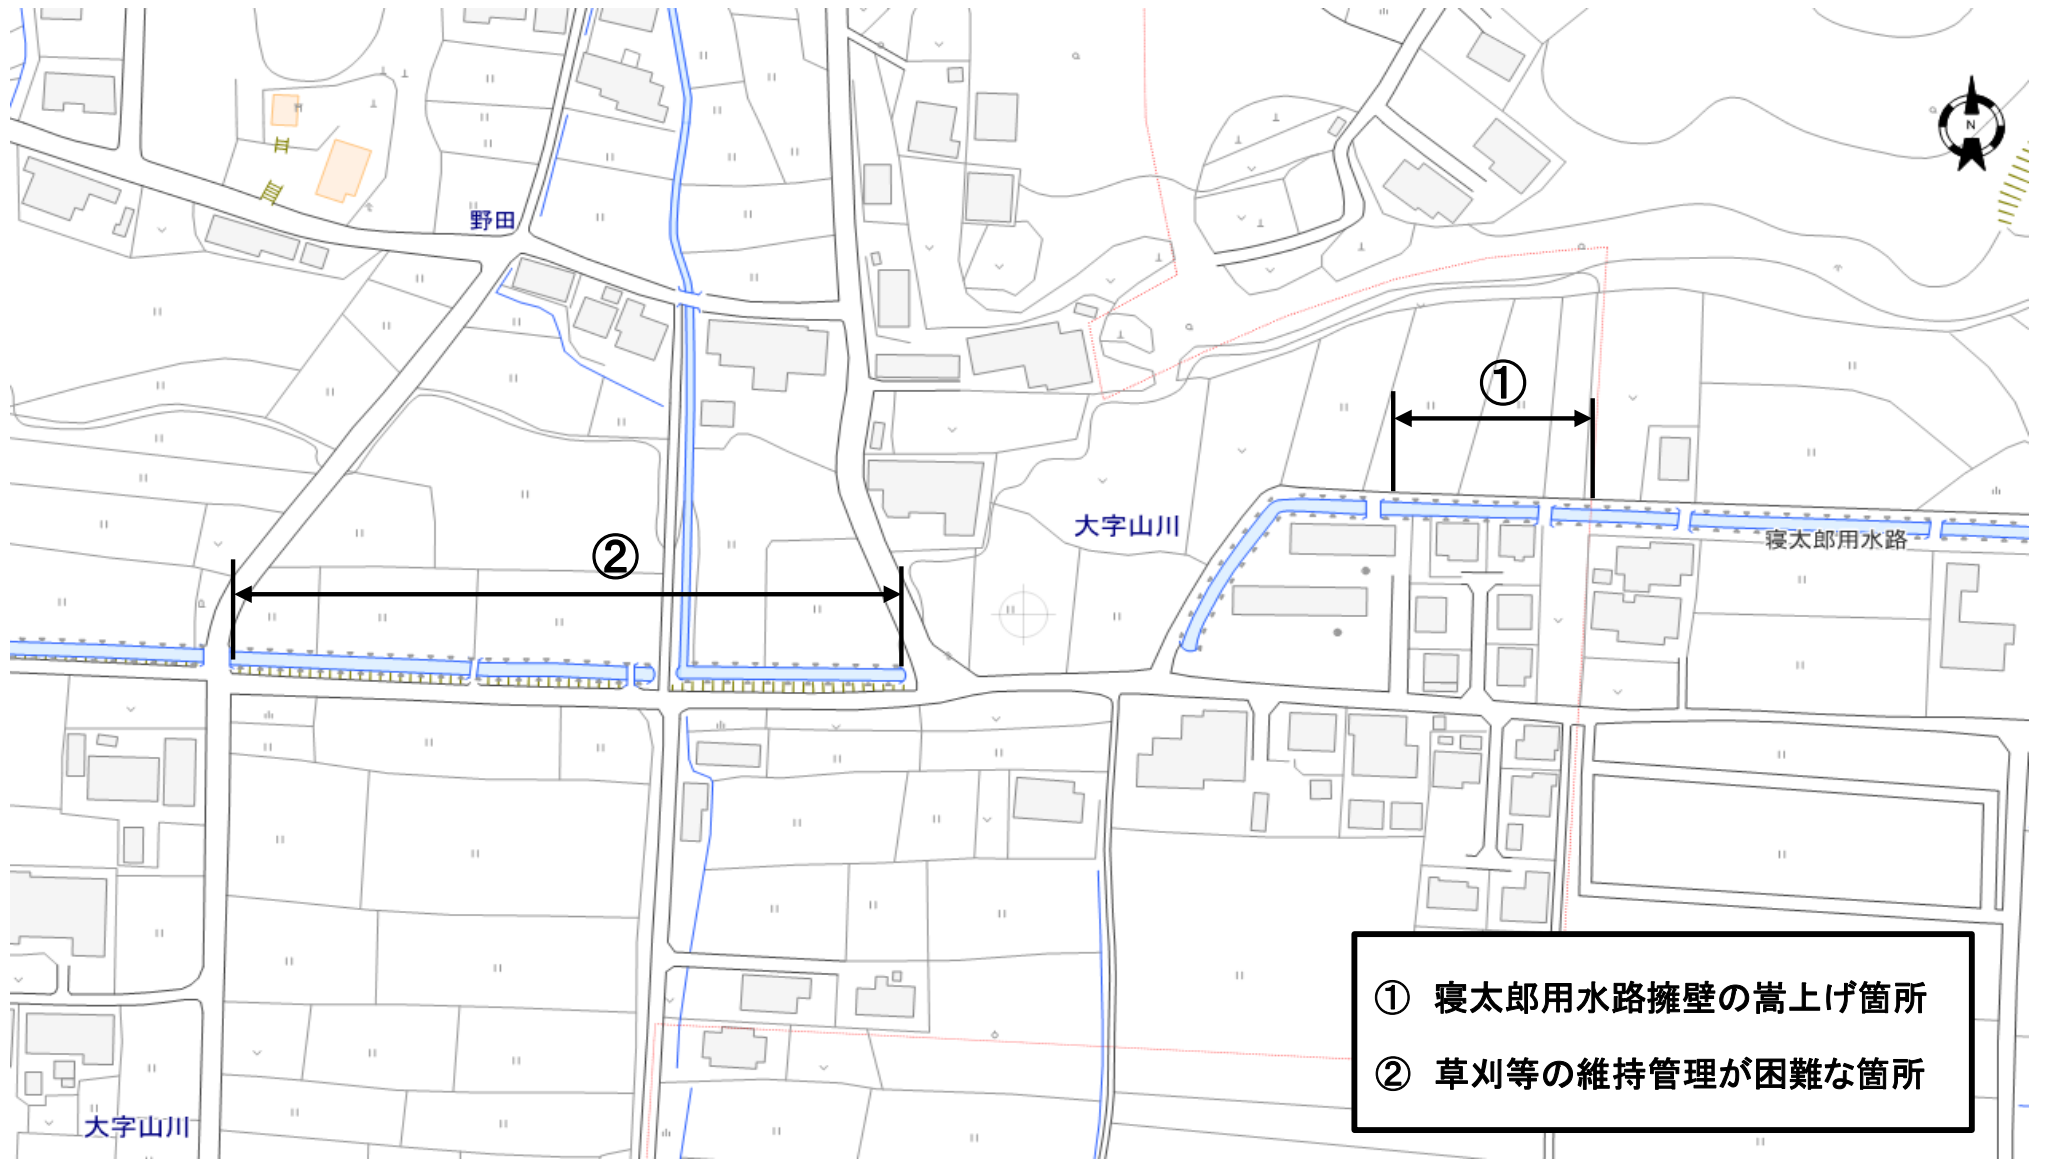 N
野田
①
大字山川
寝太郎用水路
②
① 寝太郎用水路擁壁の嵩上げ箇所
② 草刈等の維持管理が困難な箇所
大字山川